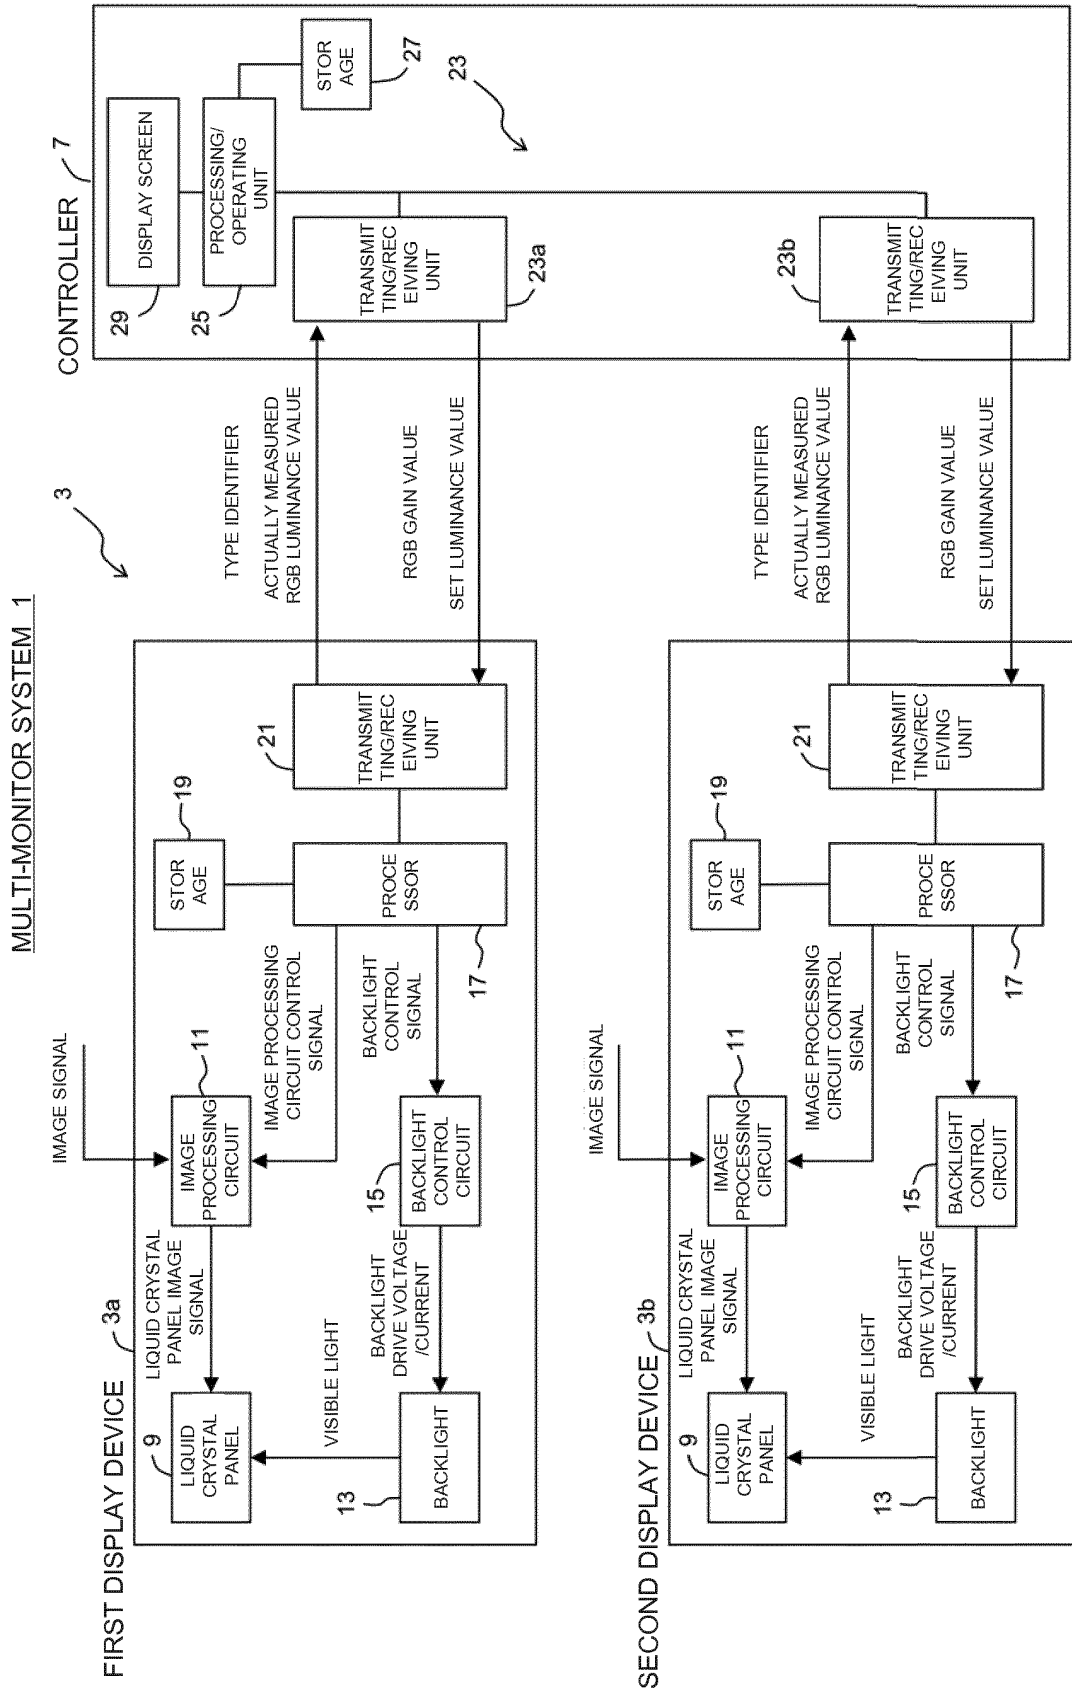 MULTI-MONITOR SYSTEM 1
3
FIRST DISPLAY DEVICE
3a
IMAGE SIGNAL
LIQUID
CRYSTAL
PANEL
9
LIQUID CRYSTAL
PANEL IMAGE
SIGNAL
IMAGE
PROCESSING
CIRCUIT
11
IMAGE PROCESSING
CIRCUIT CONTROL
SIGNAL
STOR
AGE
19
VISIBLE LIGHT
BACKLIGHT
13
BACKLIGHT
DRIVE VOLTAGE
/CURRENT
BACKLIGHT
CONTROL
CIRCUIT
15
BACKLIGHT
CONTROL
SIGNAL
PROCE
SSOR
17
TRANSMIT
TING/REC
EIVING
UNIT
21
TYPE IDENTIFIER
ACTUALLY MEASURED
RGB LUMINANCE VALUE
RGB GAIN VALUE
SET LUMINANCE VALUE
CONTROLLER
7
DISPLAY SCREEN
29
PROCESSING/
OPERATING
UNIT
25
STOR
AGE
27
23
TRANSMIT
TING/REC
EIVING
UNIT
23a
TRANSMIT
TING/REC
EIVING
UNIT
23b
SECOND DISPLAY DEVICE
3b
IMAGE SIGNAL
LIQUID
CRYSTAL
PANEL
9
LIQUID CRYSTAL
PANEL IMAGE
SIGNAL
IMAGE
PROCESSING
CIRCUIT
11
IMAGE PROCESSING
CIRCUIT CONTROL
SIGNAL
STOR
AGE
19
VISIBLE LIGHT
BACKLIGHT
13
BACKLIGHT
DRIVE VOLTAGE
/CURRENT
BACKLIGHT
CONTROL
CIRCUIT
15
BACKLIGHT
CONTROL
SIGNAL
PROCE
SSOR
17
TRANSMIT
TING/REC
EIVING
UNIT
21
TYPE IDENTIFIER
ACTUALLY MEASURED
RGB LUMINANCE VALUE
RGB GAIN VALUE
SET LUMINANCE VALUE